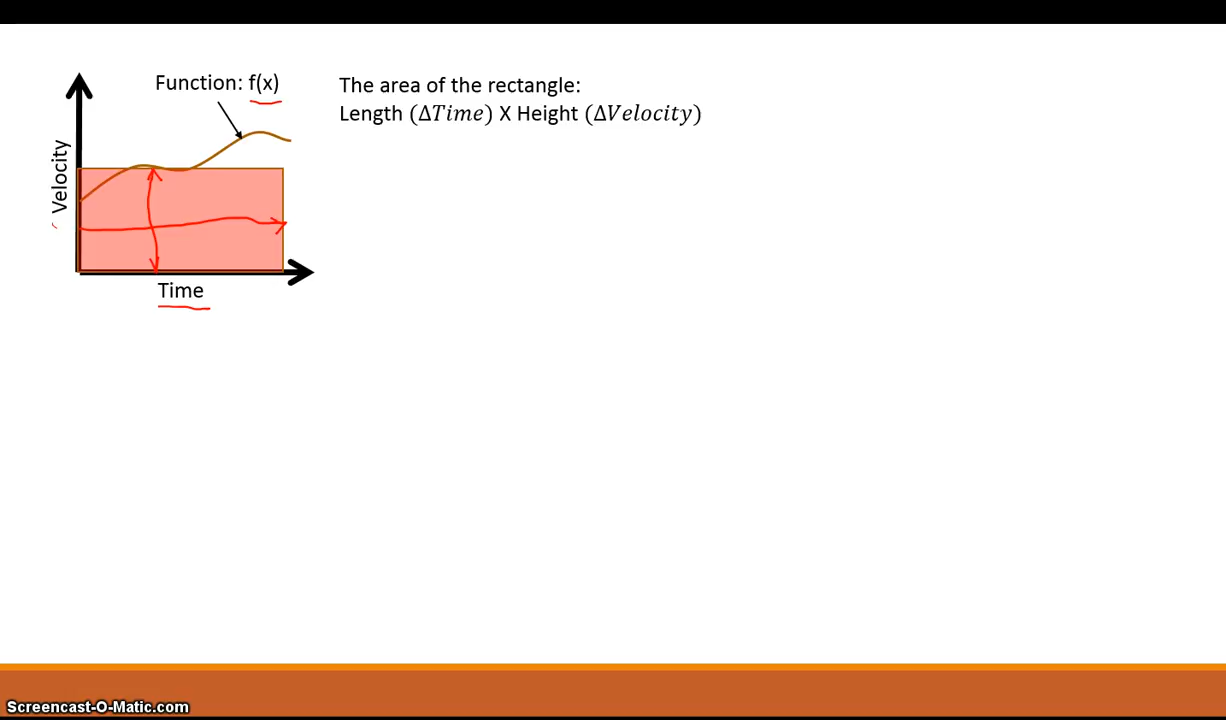 Function: f(x)
The area of the rectangle:
Length (ΔTime) X Height (ΔVelocity)
Velocity
Time
Screencast-O-Matic.com